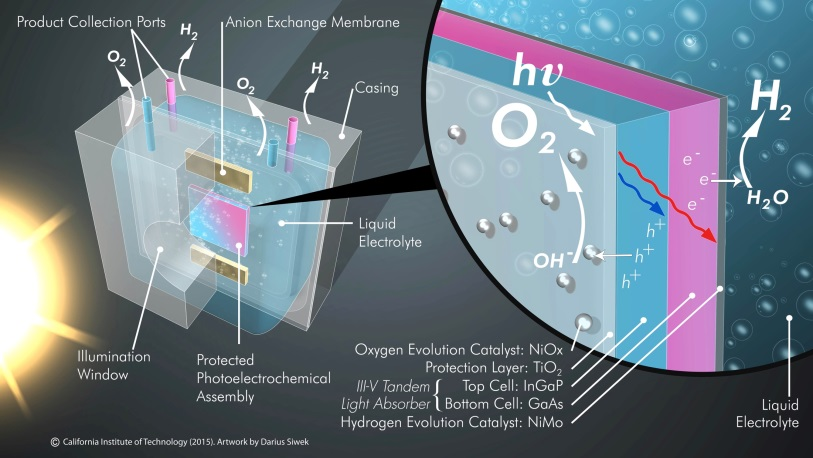 Product Collection Ports
H2
O2
Anion Exchange Membrane
O2
H2
Casing
Liquid
Electrolyte
Illumination
Window
Protected
Photoelectrochemical
Assembly
hν
O2
OH-
e-
e-
e-
h+
h+
h+
H2
H2O
Oxygen Evolution Catalyst: NiOx
Protection Layer: TiO2
III-V Tandem { Top Cell: InGaP
Light Absorber { Bottom Cell: GaAs
Hydrogen Evolution Catalyst: NiMo
Liquid
Electrolyte
© California Institute of Technology (2015). Artwork by Darius Siwek